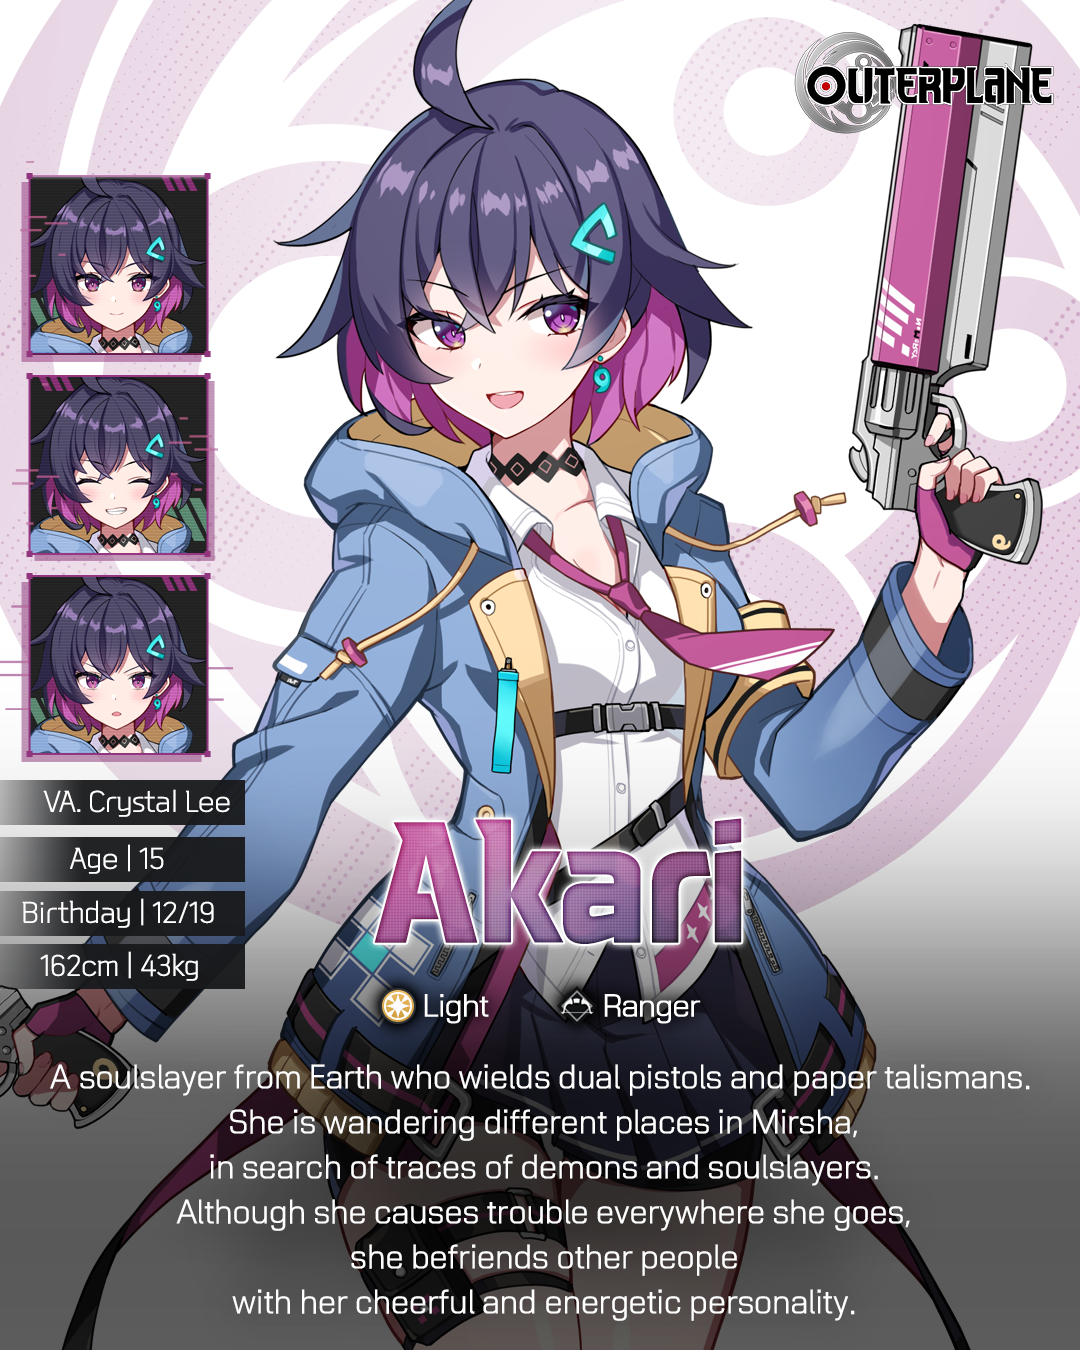 OUTERPLANE
VA. Crystal Lee
Age | 15
Birthday | 12/19
162cm | 43kg
Akari
Light
Ranger
A soulslayer from Earth who wields dual pistols and paper talismans.
She is wandering different places in Mirsha,
in search of traces of demons and soulslayers.
Although she causes trouble everywhere she goes,
she befriends other people
with her cheerful and energetic personality.